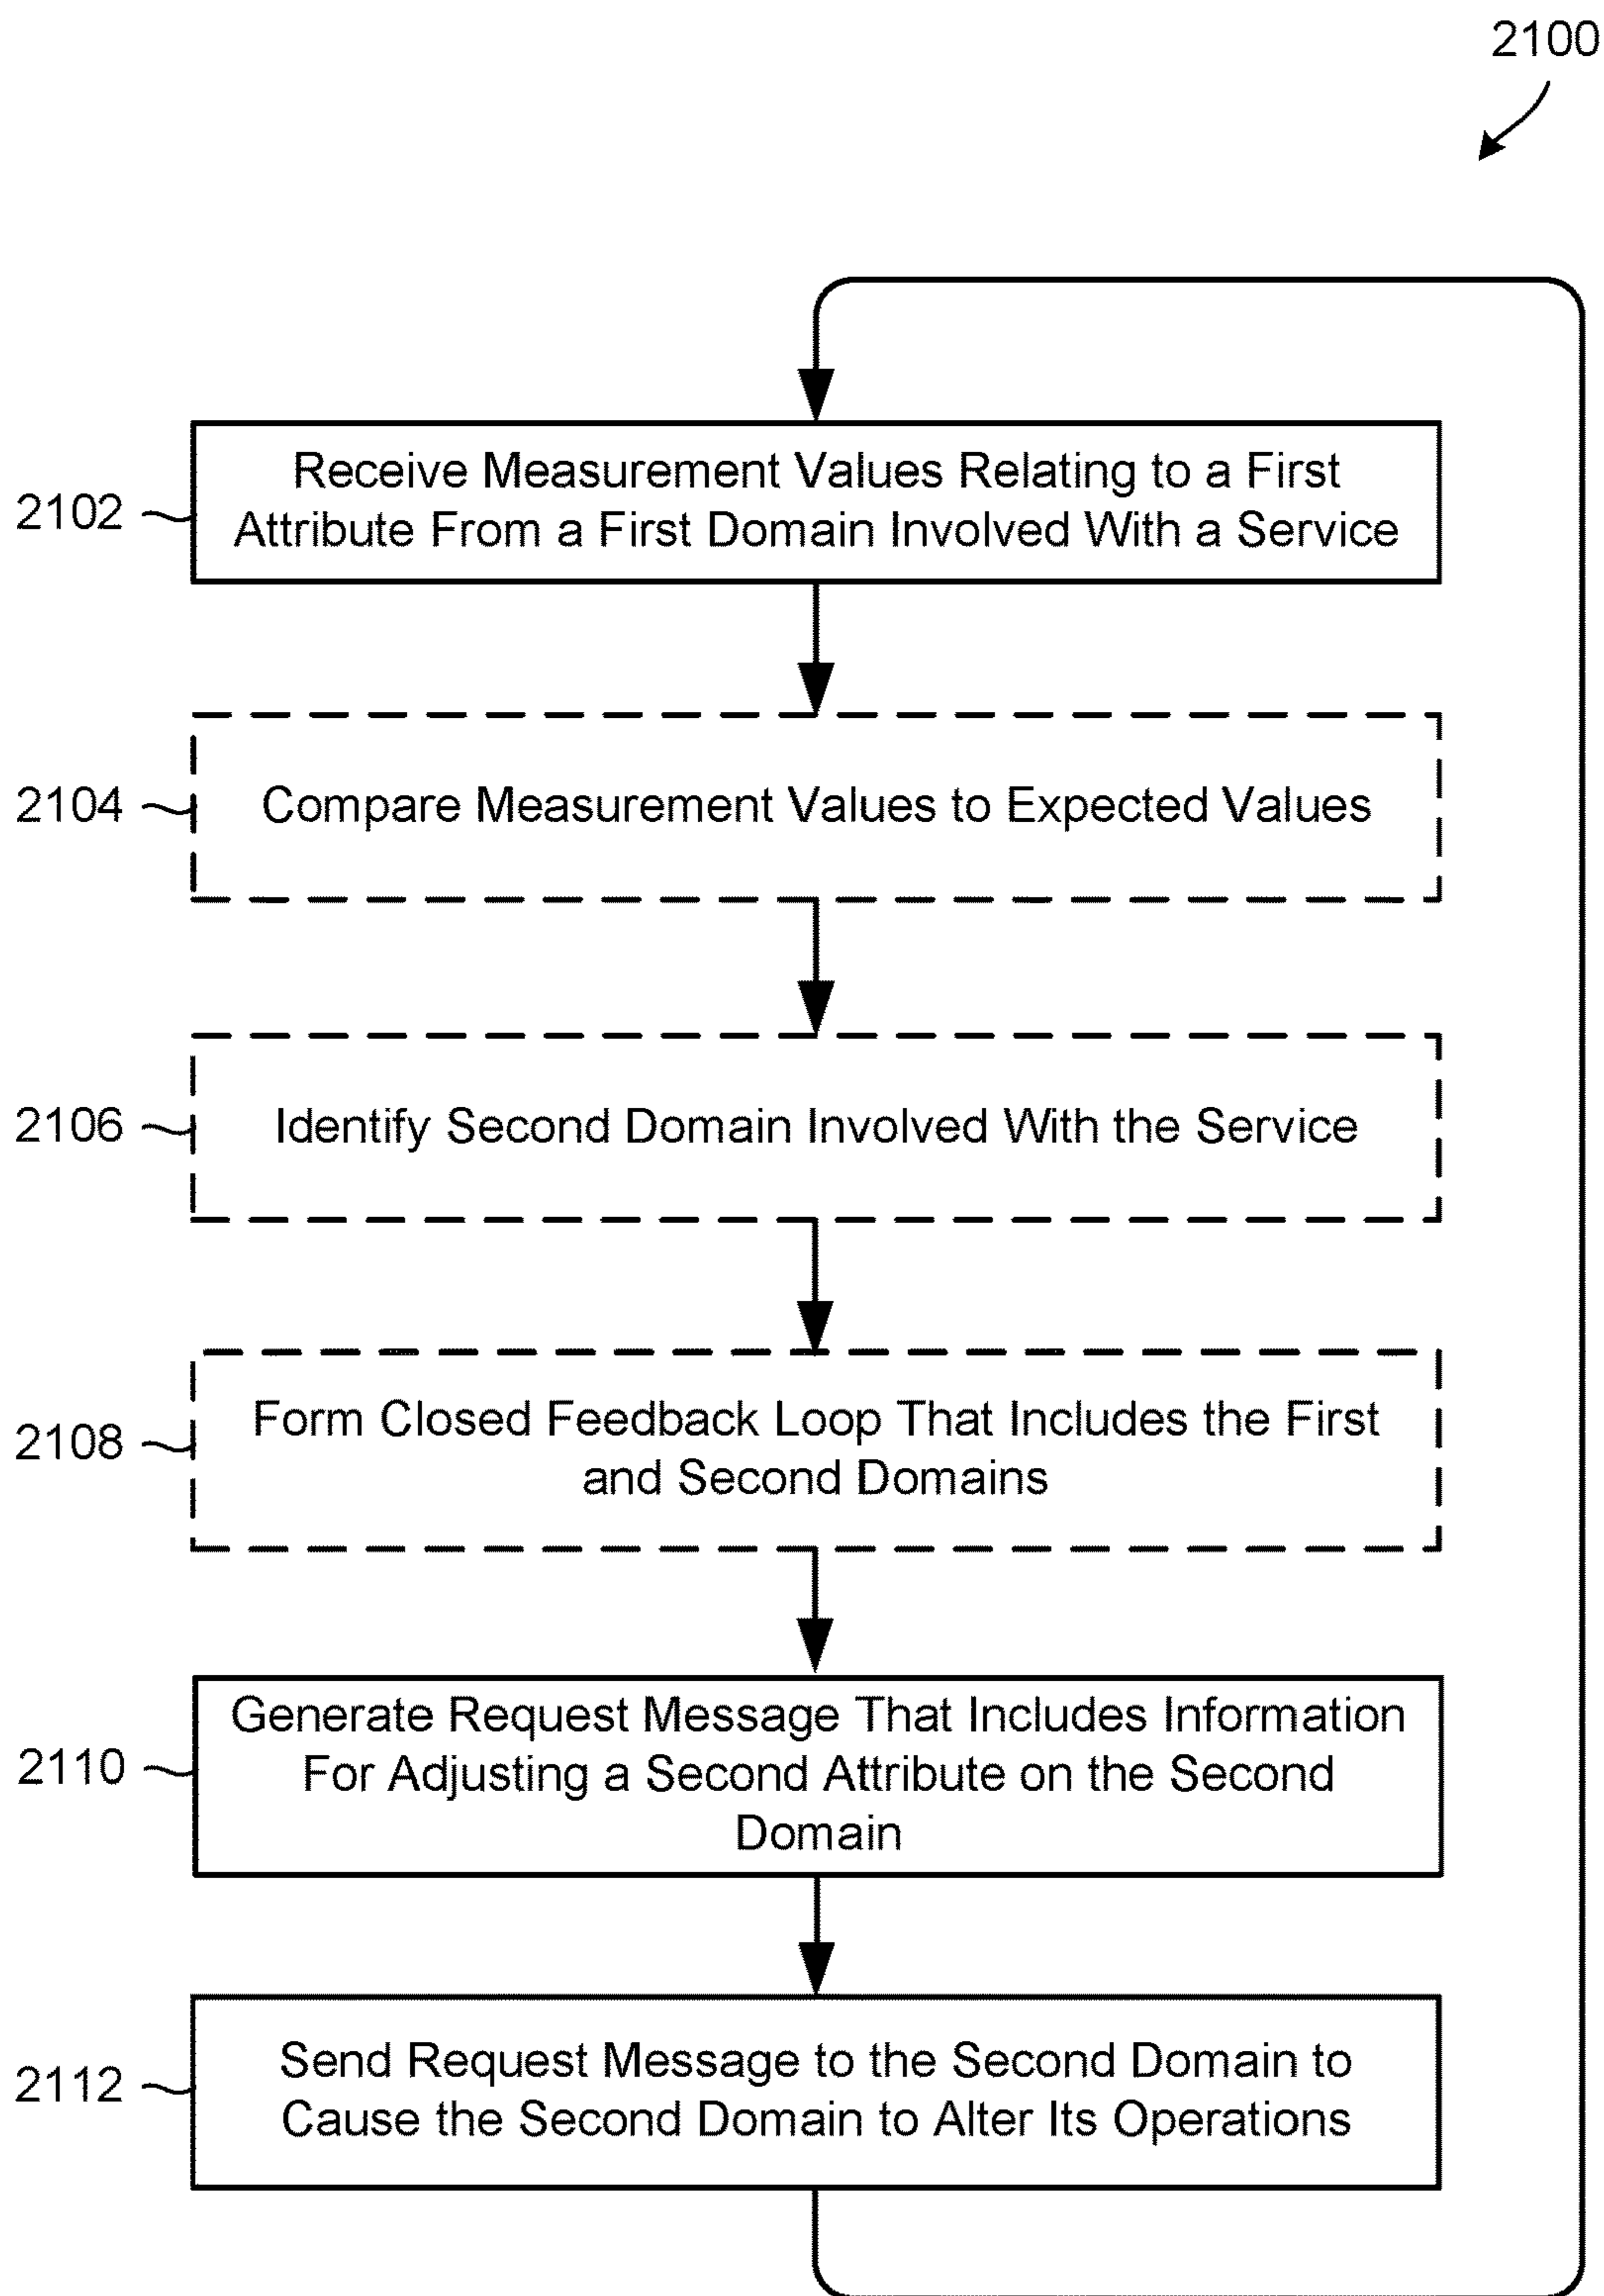 2100
Receive Measurement Values Relating to a First
Attribute From a First Domain Involved With a Service
2102
Compare Measurement Values to Expected Values
2104
Identify Second Domain Involved With the Service
2106
Form Closed Feedback Loop That Includes the First
and Second Domains
2108
Generate Request Message That Includes Information
For Adjusting a Second Attribute on the Second
Domain
2110
Send Request Message to the Second Domain to
Cause the Second Domain to Alter Its Operations
2112